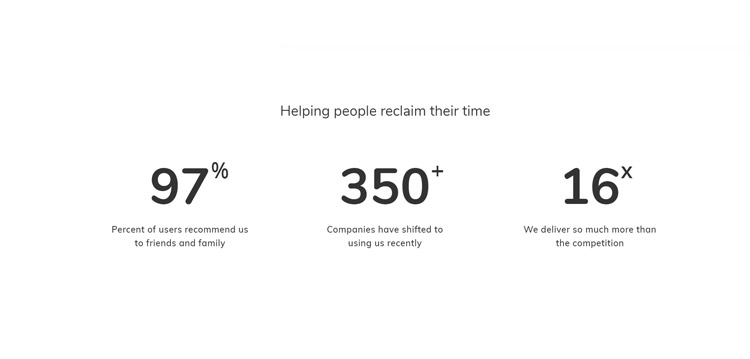 Helping people reclaim their time
97%
350+
16x
Percent of users recommend us
to friends and family
Companies have shifted to
using us recently
We deliver so much more than
the competition